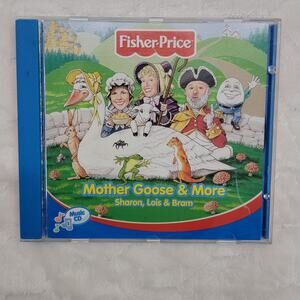 Fisher-Price
Mother Goose & More
Sharon, Lois & Bram
Music
CD